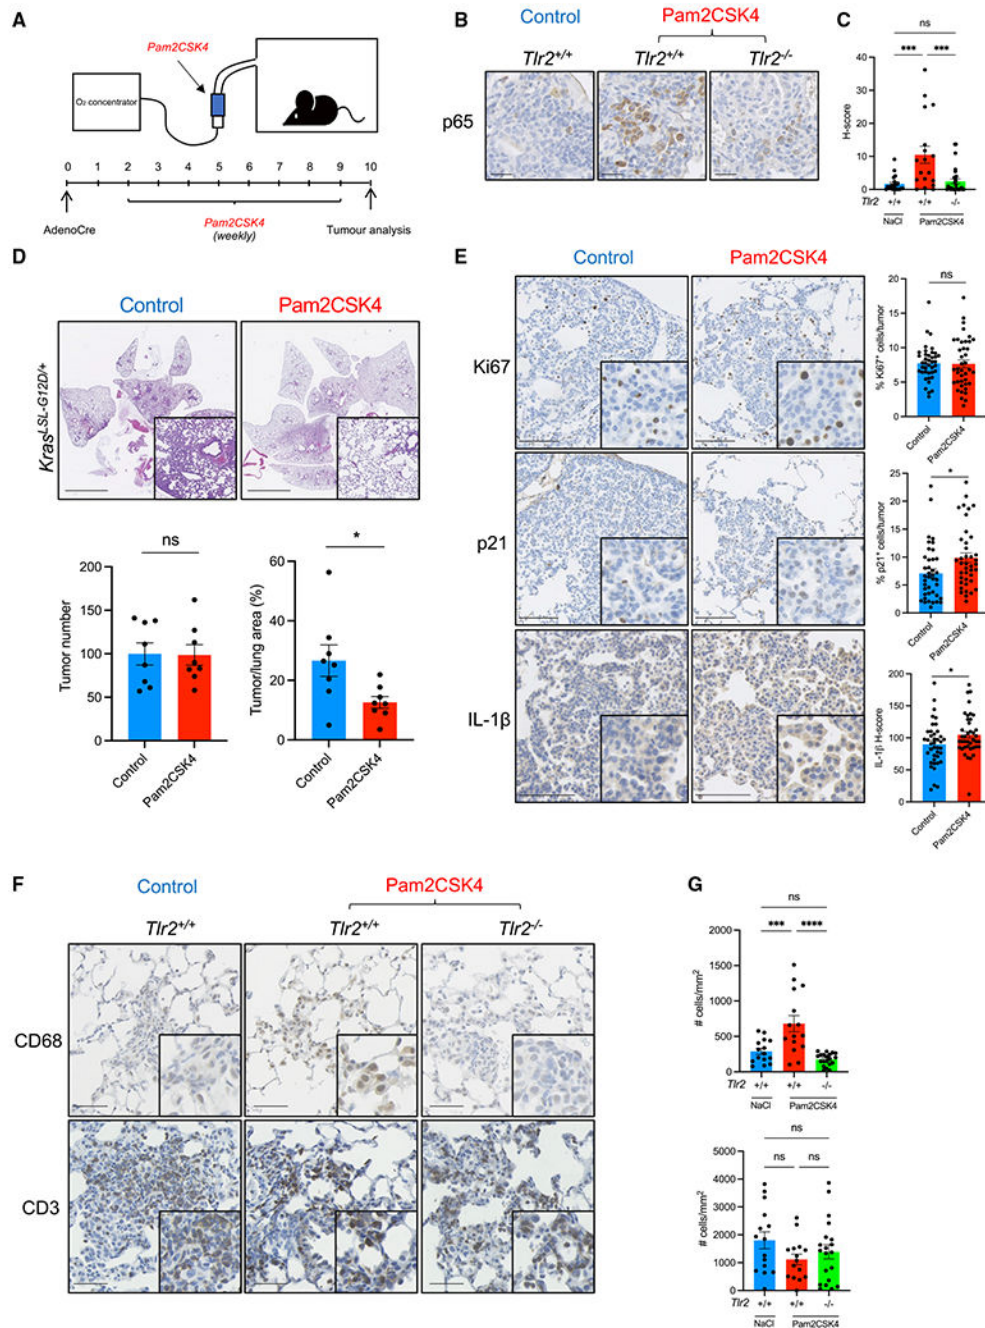 A
Pam2CSK4
O₂ concentrator
0 1 2 3 4 5 6 7 8 9 10
AdenoCre
Pam2CSK4
(weekly)
Tumour analysis
B
Control
Pam2CSK4
Tlr2+/+
Tlr2+/+
Tlr2-/-
p65
C
ns
*** ***
H-score
40
30
20
10
0
Tlr2 +/+ +/+ -/-
NaCl Pam2CSK4
D
Control
Pam2CSK4
KrasLSL-G12D/+
ns
Tumor number
200
150
100
50
0
Control
Pam2CSK4
*
Tumor/lung area (%)
60
40
20
0
Control
Pam2CSK4
E
Control
Pam2CSK4
Ki67
p21
IL-1β
ns
% Ki67+ cells/tumor
20
15
10
5
0
Control
Pam2CSK4
*
% p21+ cells/tumor
25
20
15
10
5
0
Control
Pam2CSK4
*
IL-1β H-score
200
150
100
50
0
Control
Pam2CSK4
F
Control
Pam2CSK4
Tlr2+/+
Tlr2+/+
Tlr2-/-
CD68
CD3
G
ns
*** ****
# cells/mm²
2000
1500
1000
500
0
Tlr2 +/+ +/+ -/-
NaCl Pam2CSK4
ns
ns ns
# cells/mm²
5000
4000
3000
2000
1000
0
Tlr2 +/+ +/+ -/-
NaCl Pam2CSK4